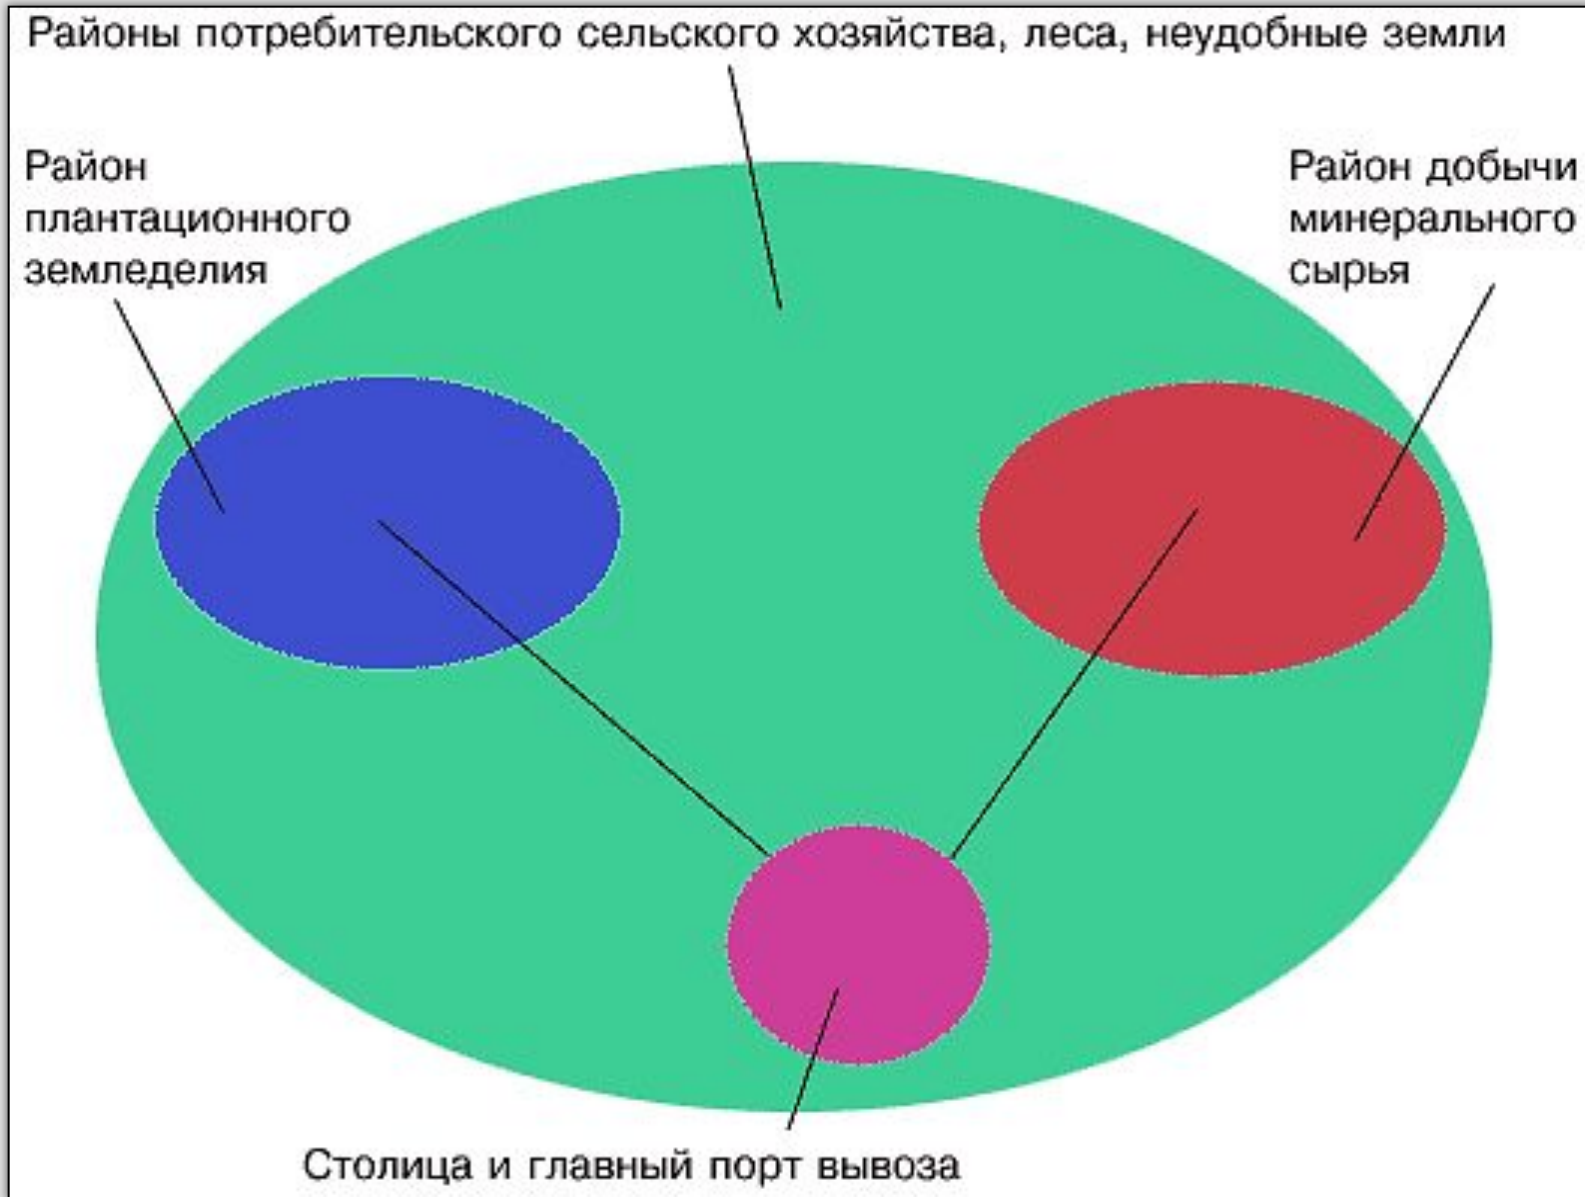 Районы потребительского сельского хозяйства, леса, неудобные земли
Район
плантационного
земледелия
Район добычи
минерального
сырья
Столица и главный порт вывоза